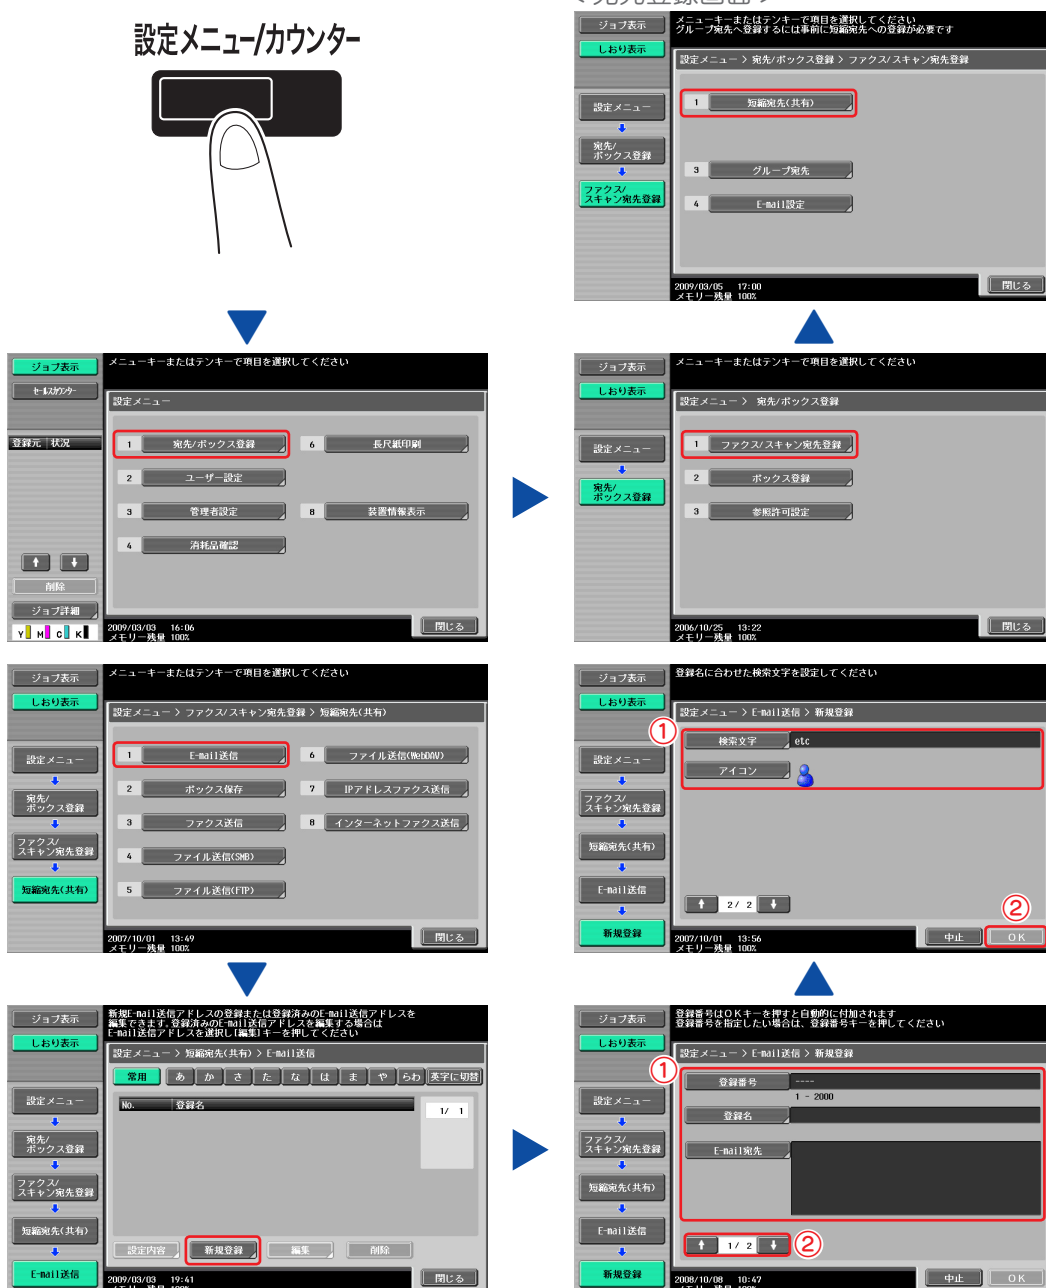 設定メニュー/カウンター
<宛先登録画面>
ジョブ表示
しおり表示
メニューキーまたはテンキーで項目を選択してください
グループ宛先へ登録するには事前に短縮宛先への登録が必要です
設定メニュー > 宛先/ボックス登録 > ファクス/スキャン宛先登録
設定メニュー
宛先/
ボックス登録
ファクス/
スキャン宛先登録
1 短縮宛先(共有)
3 グループ宛先
4 E-mail設定
2009/03/05 17:00
メモリー残量 100%
閉じる
ジョブ表示
セールスカウンター
メニューキーまたはテンキーで項目を選択してください
設定メニュー
登録元 状況
1 宛先/ボックス登録
6 長尺紙印刷
2 ユーザー設定
3 管理者設定
8 装置情報表示
4 消耗品確認
削除
ジョブ詳細
Y M C K
2009/03/03 16:06
メモリー残量 100%
閉じる
ジョブ表示
しおり表示
メニューキーまたはテンキーで項目を選択してください
設定メニュー > 宛先/ボックス登録
設定メニュー
宛先/
ボックス登録
1 ファクス/スキャン宛先登録
2 ボックス登録
3 参照許可設定
2006/10/25 13:22
メモリー残量 100%
閉じる
ジョブ表示
しおり表示
メニューキーまたはテンキーで項目を選択してください
設定メニュー > ファクス/スキャン宛先登録 > 短縮宛先(共有)
設定メニュー
宛先/
ボックス登録
ファクス/
スキャン宛先登録
短縮宛先(共有)
1 E-mail送信
6 ファイル送信(WebDAV)
2 ボックス保存
7 IPアドレスファクス送信
3 ファクス送信
8 インターネットファクス送信
4 ファイル送信(SMB)
5 ファイル送信(FTP)
2007/10/01 13:49
メモリー残量 100%
閉じる
ジョブ表示
しおり表示
登録名に合わせた検索文字を設定してください
設定メニュー > E-mail送信 > 新規登録
①
検索文字 etc
アイコン
設定メニュー
ファクス/
スキャン宛先登録
短縮宛先(共有)
E-mail送信
新規登録
2/ 2
②
2007/10/01 13:56
メモリー残量 100%
中止
OK
ジョブ表示
しおり表示
新規E-mail送信アドレスの登録または登録済みのE-mail送信アドレスを
編集できます。登録済みのE-mail送信アドレスを編集する場合は
E-mail送信アドレスを選択し[編集]キーを押してください
設定メニュー > 短縮宛先(共有) > E-mail送信
常用 あ か さ た な は ま や らわ 英字に切替
No. 登録名
1/ 1
設定メニュー
宛先/
ボックス登録
ファクス/
スキャン宛先登録
短縮宛先(共有)
E-mail送信
設定内容 新規登録 編集 削除
2009/03/03 19:41
メモリー残量 100%
閉じる
ジョブ表示
しおり表示
登録番号はOKキーを押すと自動的に付加されます
登録番号を指定したい場合は、登録番号キーを押してください
設定メニュー > E-mail送信 > 新規登録
①
登録番号 ----
1 - 2000
登録名
E-mail宛先
設定メニュー
ファクス/
スキャン宛先登録
短縮宛先(共有)
E-mail送信
新規登録
1/ 2
②
2008/10/08 10:47
メモリー残量 100%
中止
OK